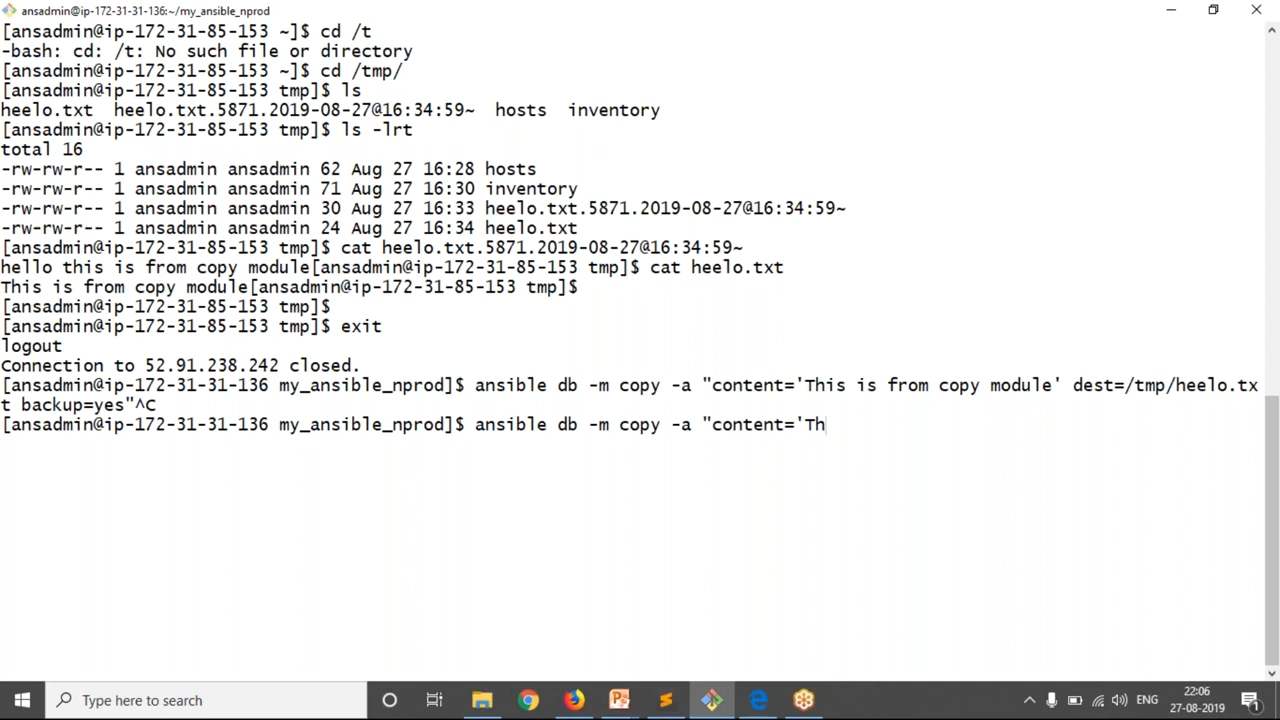 ansadmin@ip-172-31-31-136:~/my_ansible_nprod
[ansadmin@ip-172-31-85-153 ~]$ cd /t
-bash: cd: /t: No such file or directory
[ansadmin@ip-172-31-85-153 ~]$ cd /tmp/
[ansadmin@ip-172-31-85-153 tmp]$ ls
heelo.txt  heelo.txt.5871.2019-08-27@16:34:59~  hosts  inventory
[ansadmin@ip-172-31-85-153 tmp]$ ls -lrt
total 16
-rw-rw-r-- 1 ansadmin ansadmin 62 Aug 27 16:28 hosts
-rw-rw-r-- 1 ansadmin ansadmin 71 Aug 27 16:30 inventory
-rw-rw-r-- 1 ansadmin ansadmin 30 Aug 27 16:33 heelo.txt.5871.2019-08-27@16:34:59~
-rw-rw-r-- 1 ansadmin ansadmin 24 Aug 27 16:34 heelo.txt
[ansadmin@ip-172-31-85-153 tmp]$ cat heelo.txt.5871.2019-08-27@16:34:59~
hello this is from copy module[ansadmin@ip-172-31-85-153 tmp]$ cat heelo.txt
This is from copy module[ansadmin@ip-172-31-85-153 tmp]$
[ansadmin@ip-172-31-85-153 tmp]$
[ansadmin@ip-172-31-85-153 tmp]$ exit
logout
Connection to 52.91.238.242 closed.
[ansadmin@ip-172-31-31-136 my_ansible_nprod]$ ansible db -m copy -a "content='This is from copy module' dest=/tmp/heelo.tx
t backup=yes"^C
[ansadmin@ip-172-31-31-136 my_ansible_nprod]$ ansible db -m copy -a "content='Th
Type here to search
ENG
22:06
27-08-2019
1